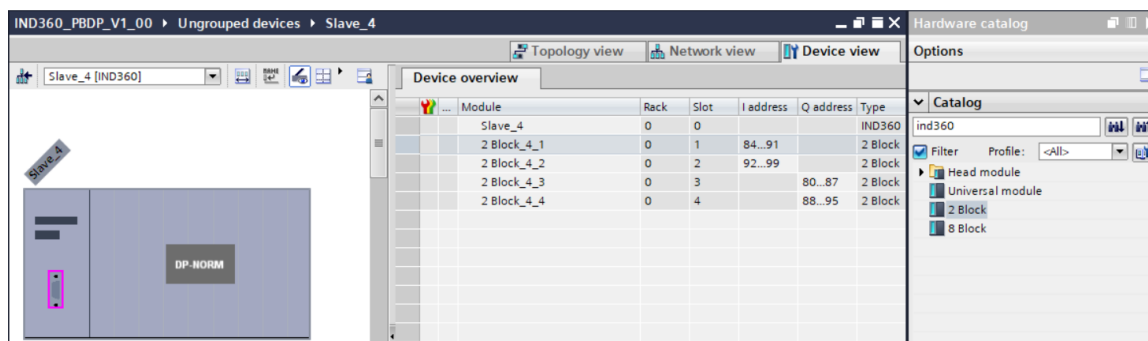 IND360_PBDP_V1_00 ▸ Ungrouped devices ▸ Slave_4
Hardware catalog
Topology view Network view Device view
Options
Slave_4 [IND360]
Device overview
... Module Rack Slot I address Q address Type
Slave_4 0 0 IND360
2 Block_4_1 0 1 84...91 2 Block
2 Block_4_2 0 2 92...99 2 Block
2 Block_4_3 0 3 80...87 2 Block
2 Block_4_4 0 4 88...95 2 Block
Slave_4
DP-NORM
Catalog
ind360
Filter Profile: <All>
Head module
Universal module
2 Block
8 Block